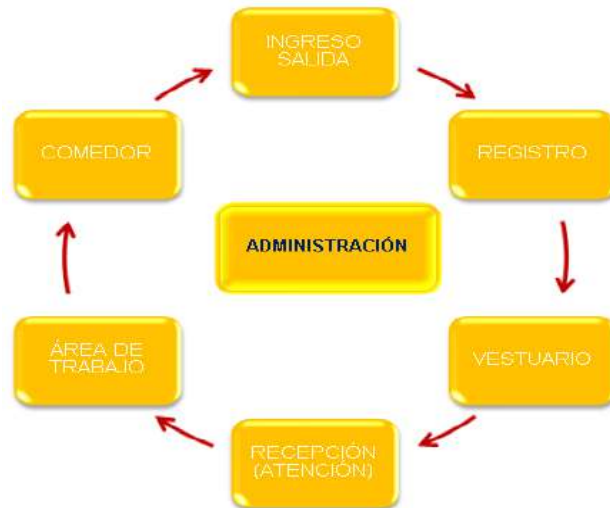 INGRESO
SALIDA
REGISTRO
VESTUARIO
RECEPCIÓN
(ATENCIÓN)
ÁREA DE
TRABAJO
COMEDOR
ADMINISTRACIÓN